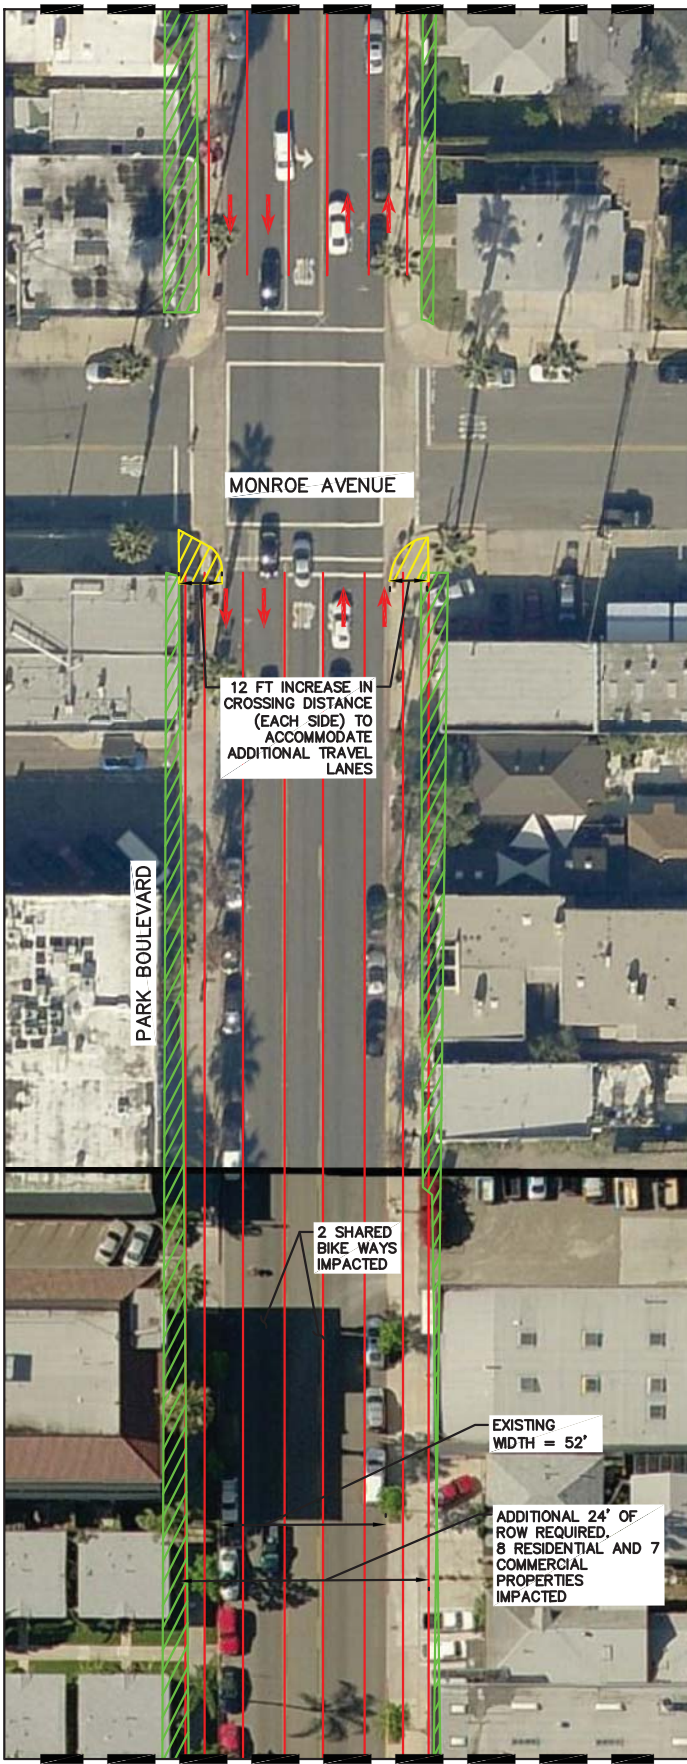 MONROE AVENUE
12 FT INCREASE IN
CROSSING DISTANCE
(EACH SIDE) TO
ACCOMMODATE
ADDITIONAL TRAVEL
LANES
PARK BOULEVARD
2 SHARED
BIKE WAYS
IMPACTED
EXISTING
WIDTH = 52'
ADDITIONAL 24' OF
ROW REQUIRED.
8 RESIDENTIAL AND 7
COMMERCIAL
PROPERTIES
IMPACTED